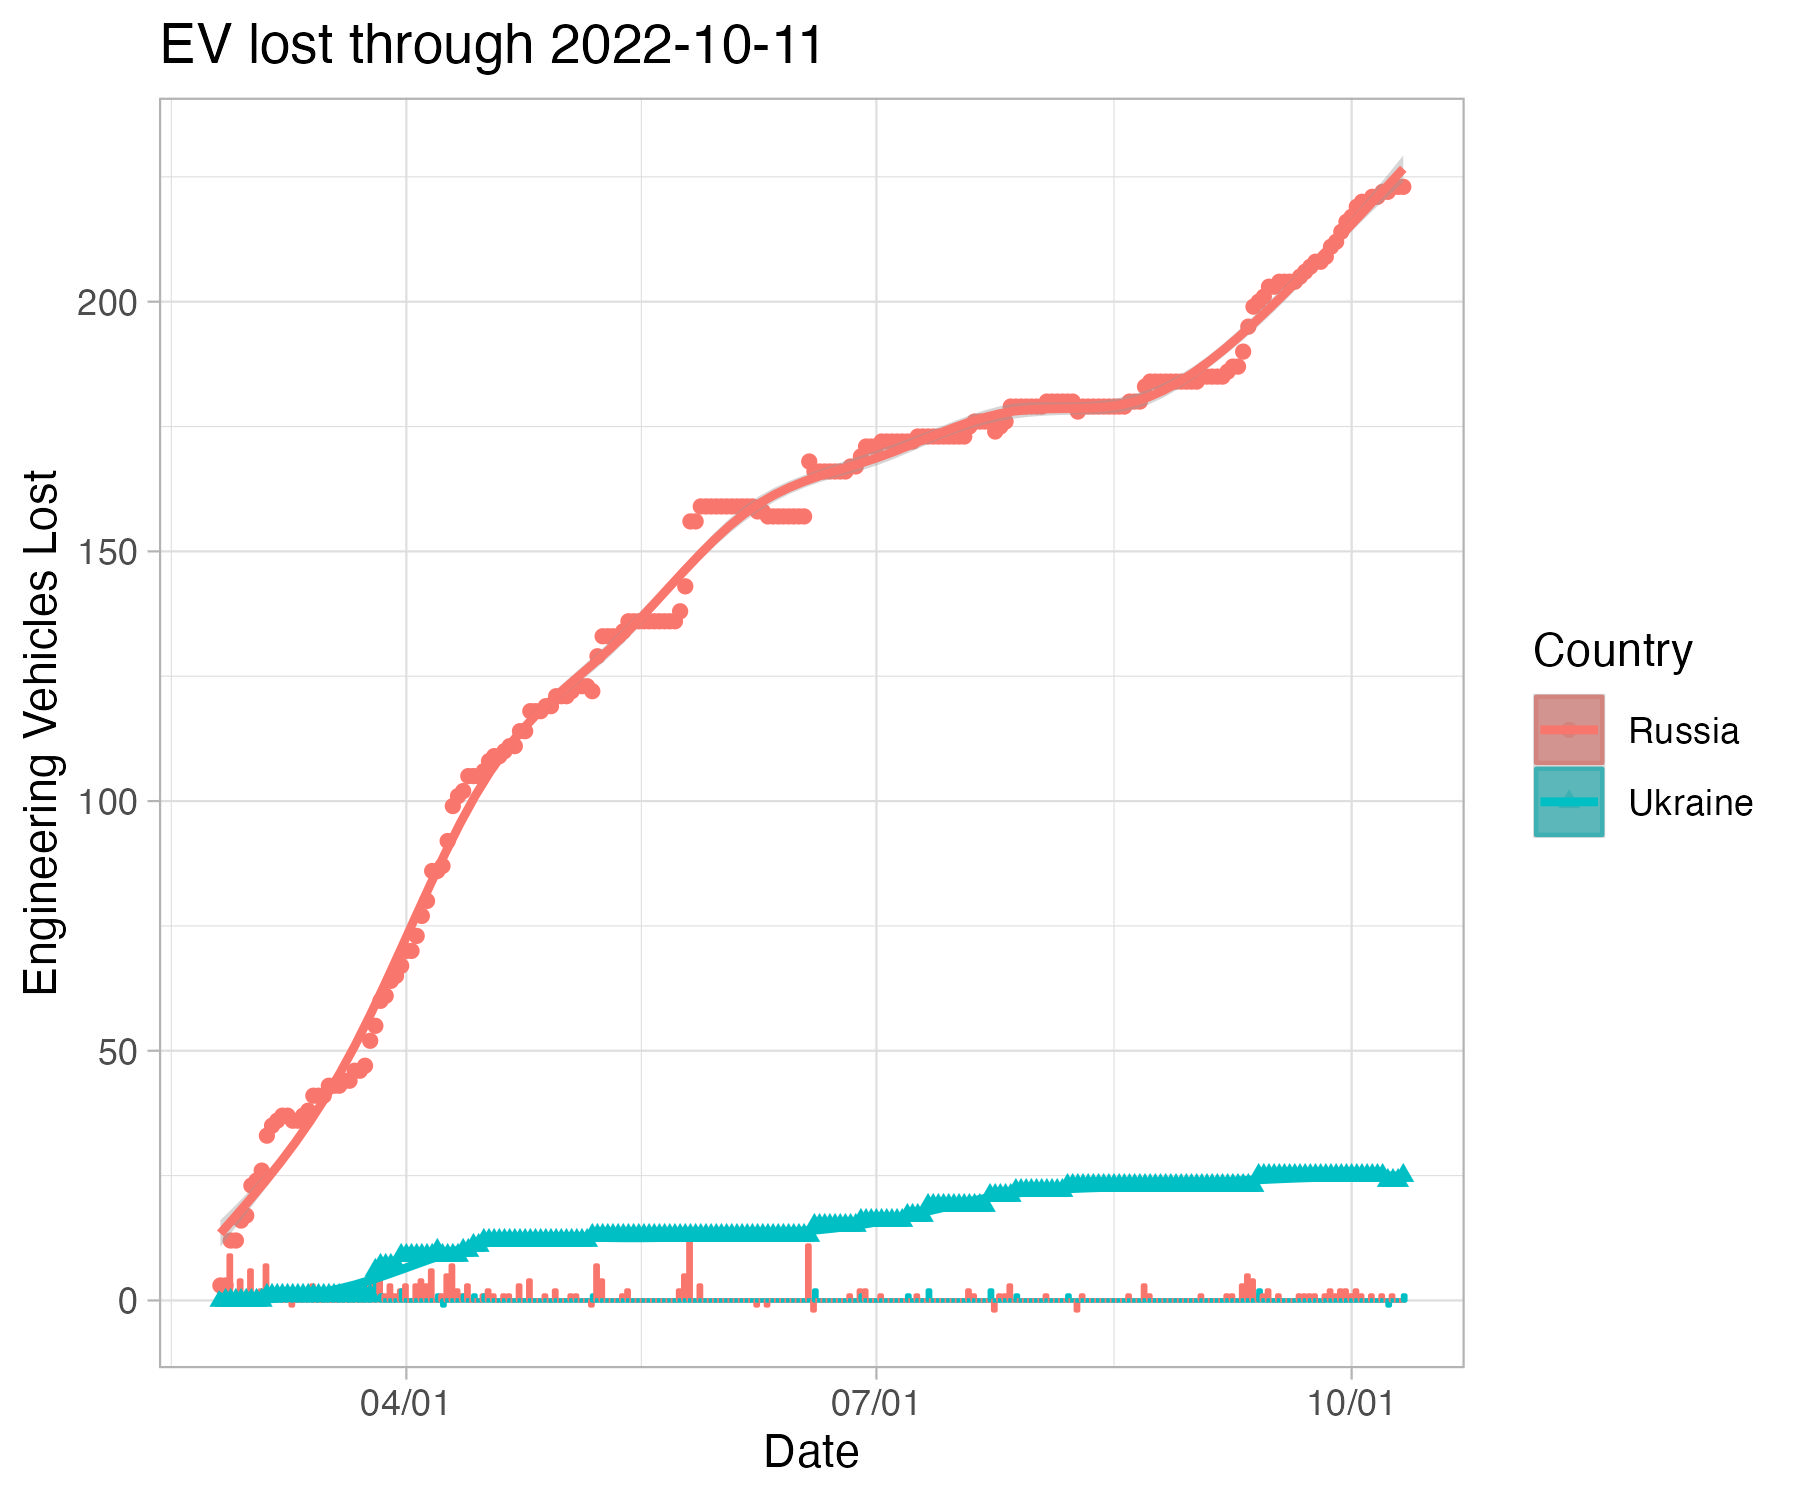 EV lost through 2022-10-11
Engineering Vehicles Lost
200
150
100
50
0
04/01
07/01
10/01
Date
Country
Russia
Ukraine